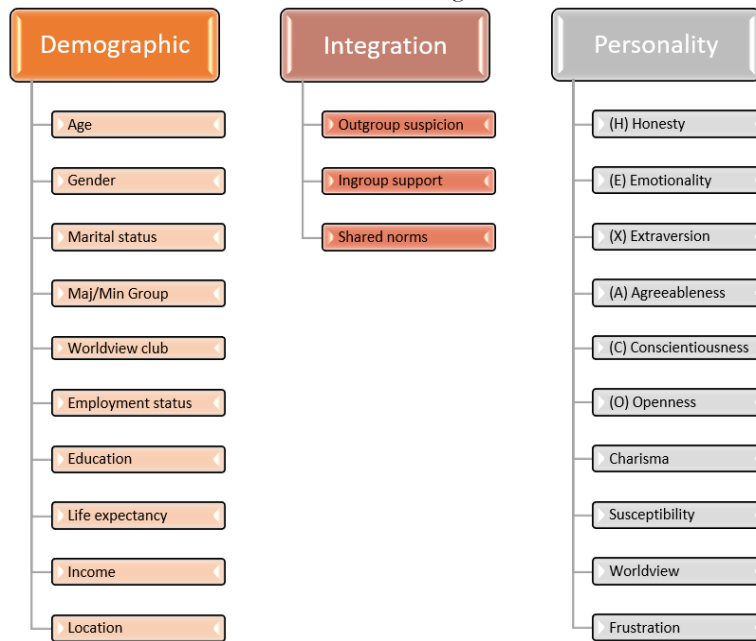 Demographic
Age
Gender
Marital status
Maj/Min Group
Worldview club
Employment status
Education
Life expectancy
Income
Location
Integration
Outgroup suspicion
Ingroup support
Shared norms
Personality
(H) Honesty
(E) Emotionality
(X) Extraversion
(A) Agreeableness
(C) Conscientiousness
(O) Openness
Charisma
Susceptibility
Worldview
Frustration